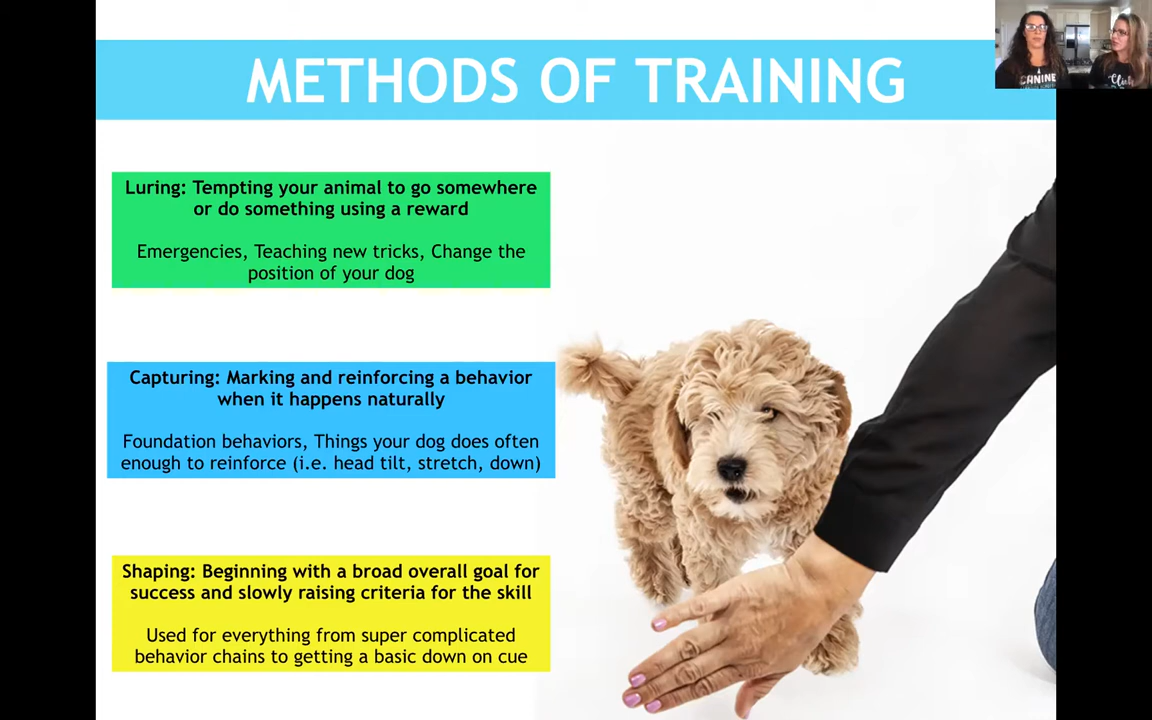 METHODS OF TRAINING
CANINE
Luring: Tempting your animal to go somewhere
or do something using a reward
Emergencies, Teaching new tricks, Change the
position of your dog
Capturing: Marking and reinforcing a behavior
when it happens naturally
Foundation behaviors, Things your dog does often
enough to reinforce (i.e. head tilt, stretch, down)
Shaping: Beginning with a broad overall goal for
success and slowly raising criteria for the skill
Used for everything from super complicated
behavior chains to getting a basic down on cue